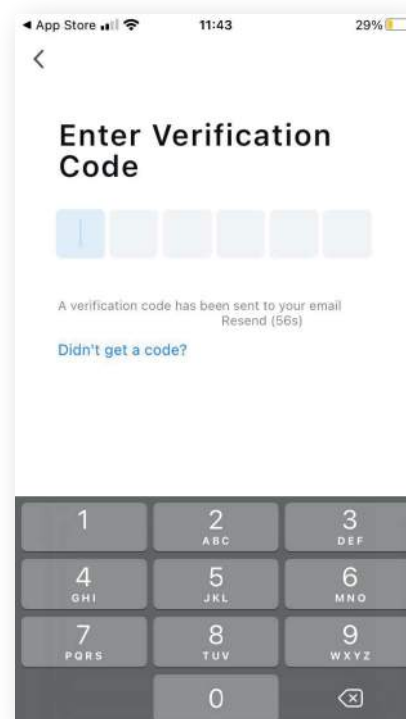 ◀ App Store 11:43 29%
Enter Verification
Code
A verification code has been sent to your email
Resend (56s)
Didn't get a code?
1 2 3
ABC DEF
4 5 6
GHI JKL MNO
7 8 9
PQRS TUV WXYZ
0